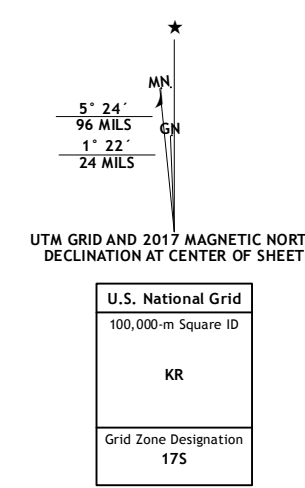 ★
MN.
5° 24´
96 MILS
GN
1° 22´
24 MILS
UTM GRID AND 2017 MAGNETIC NORT
DECLINATION AT CENTER OF SHEET
U.S. National Grid
100,000-m Square ID
KR
Grid Zone Designation
17S